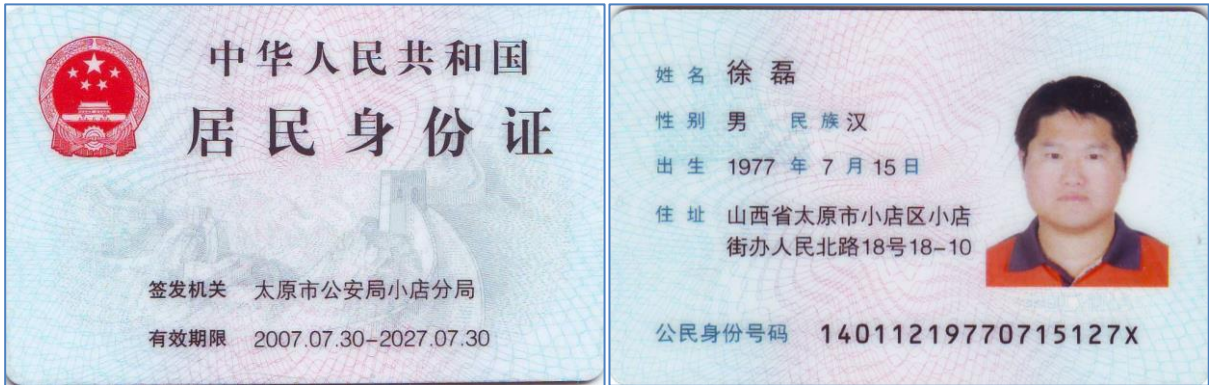 中华人民共和国
居民身份证
签发机关 太原市公安局小店分局
有效期限 2007.07.30-2027.07.30
姓名 徐磊
性别 男 民族 汉
出生 1977 年 7 月 15 日
住址 山西省太原市小店区小店
街办人民北路18号18-10
公民身份号码 14011219770715127X